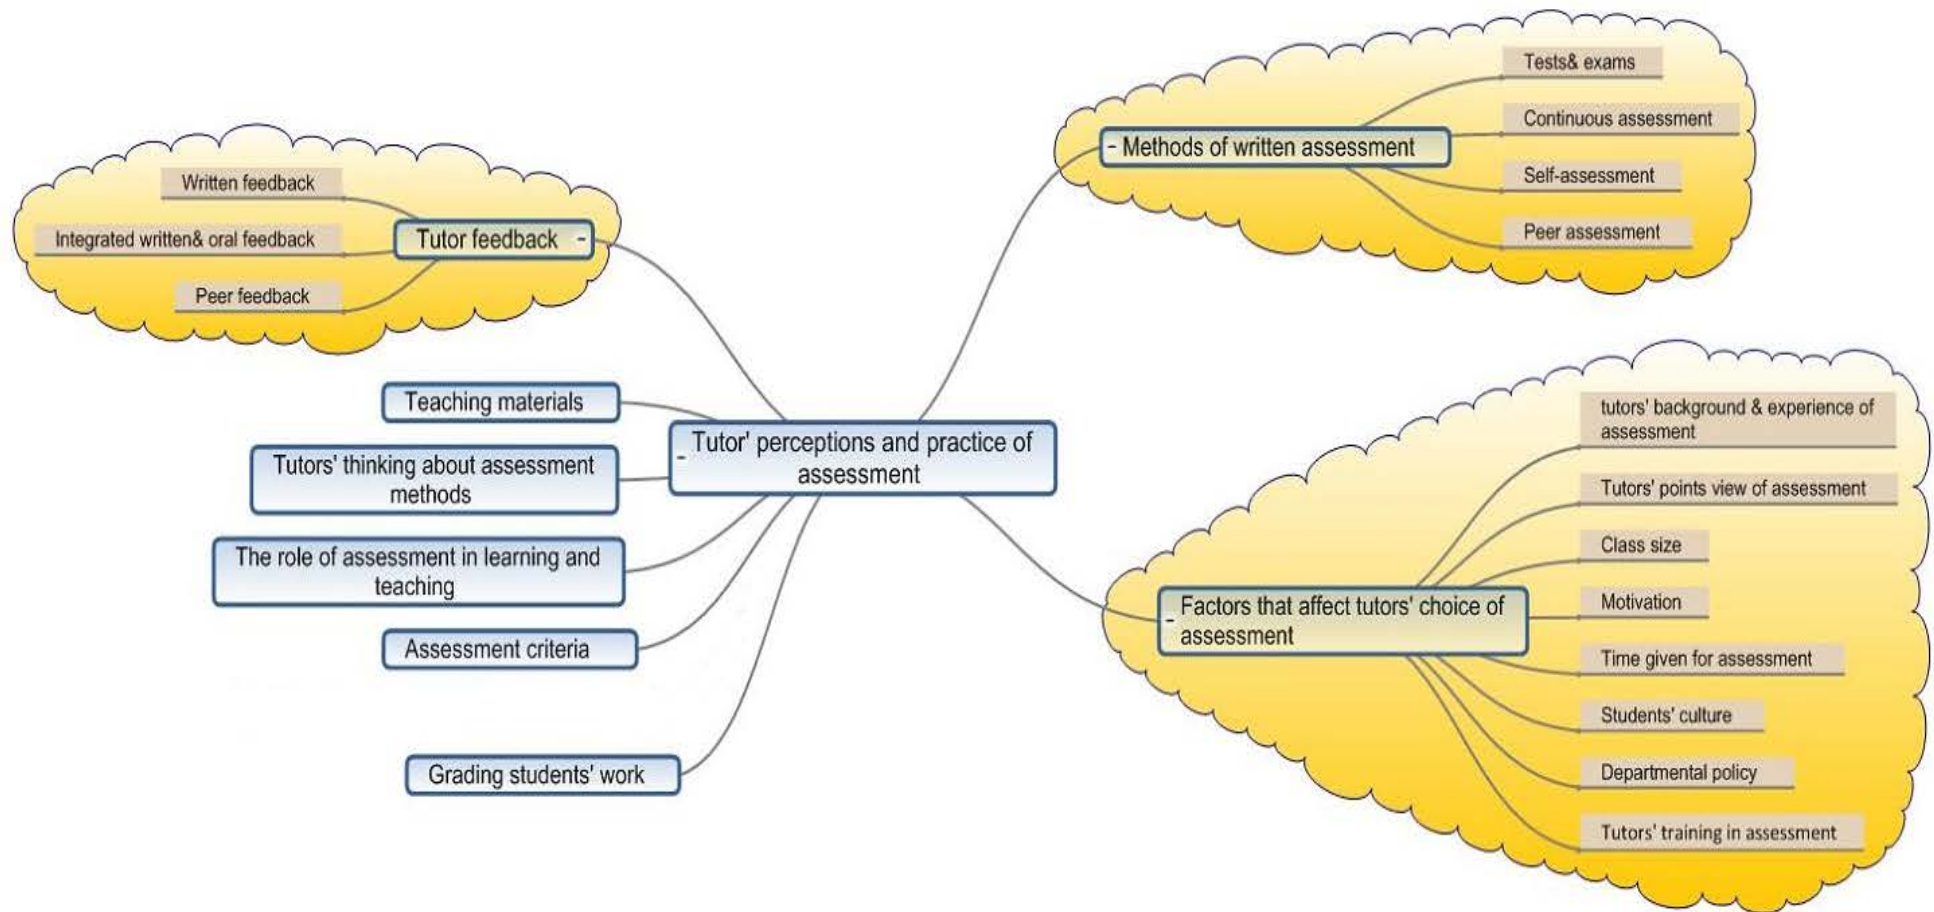 Tests& exams
Continuous assessment
Methods of written assessment
Self-assessment
Peer assessment
Written feedback
Integrated written& oral feedback
Tutor feedback
Peer feedback
Teaching materials
Tutor' perceptions and practice of
assessment
Tutors' thinking about assessment
methods
The role of assessment in learning and
teaching
Assessment criteria
Grading students' work
Factors that affect tutors' choice of
assessment
tutors' background & experience of
assessment
Tutors' points view of assessment
Class size
Motivation
Time given for assessment
Students' culture
Departmental policy
Tutors' training in assessment